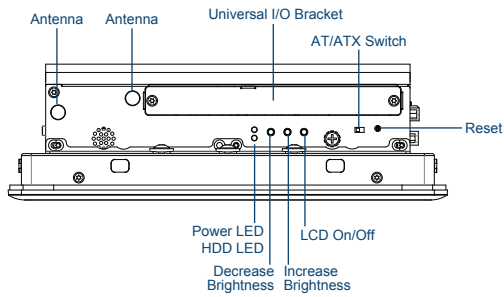 Universal I/O Bracket
Antenna
Antenna
AT/ATX Switch
Reset
Power LED
HDD LED
LCD On/Off
Decrease
Brightness
Increase
Brightness